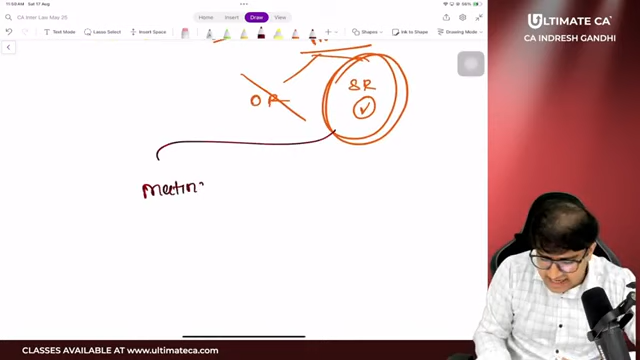 11:59 AM Sat 17 Aug
56%
CA Inter Law May 25
Notes Insert Draw View
Text Mode Lasso Select Insert Space Shapes Ink to Shape Drawing Mode
ULTIMATE CA
CA INDRESH GANDHI
OR
SR
meetin
CLASSES AVAILABLE AT www.ultimateca.com